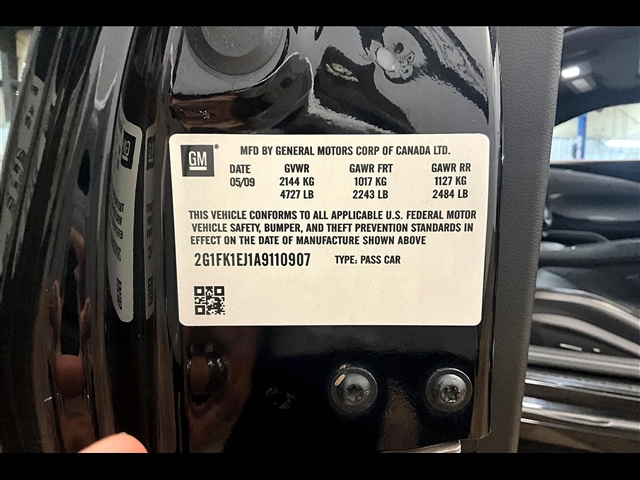 GM
MFD BY GENERAL MOTORS CORP OF CANADA LTD.
DATE GVWR GAWR FRT GAWR RR
05/09 2144 KG 1017 KG 1127 KG
4727 LB 2243 LB 2484 LB
THIS VEHICLE CONFORMS TO ALL APPLICABLE U.S. FEDERAL MOTOR
VEHICLE SAFETY, BUMPER, AND THEFT PREVENTION STANDARDS IN
EFFECT ON THE DATE OF MANUFACTURE SHOWN ABOVE
2G1FK1EJ1A9110907 TYPE: PASS CAR